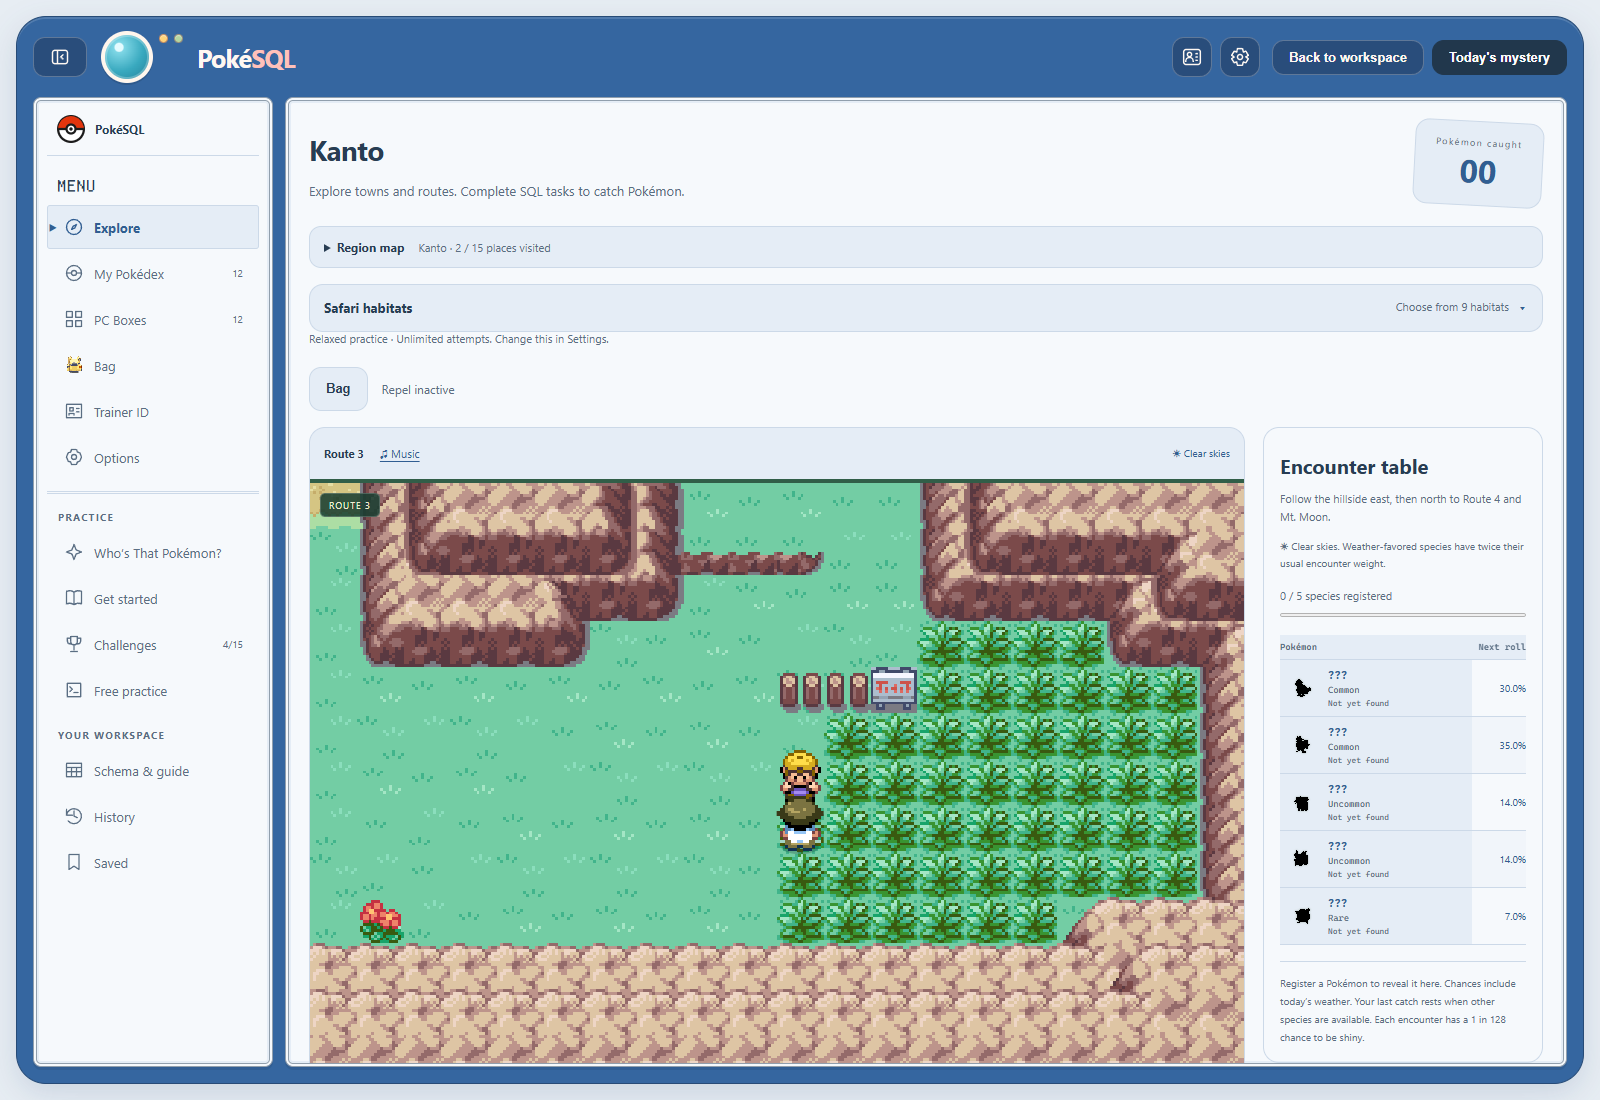 PokéSQL
Back to workspace
Today's mystery
PokéSQL
MENU
Explore
My Pokédex 12
PC Boxes 12
Bag
Trainer ID
Options
PRACTICE
Who's That Pokémon?
Get started
Challenges 4/15
Free practice
YOUR WORKSPACE
Schema & guide
History
Saved
Kanto
Explore towns and routes. Complete SQL tasks to catch Pokémon.
Pokémon caught
00
Region map Kanto · 2 / 15 places visited
Safari habitats Choose from 9 habitats
Relaxed practice · Unlimited attempts. Change this in Settings.
Bag Repel inactive
Route 3 Music Clear skies
ROUTE 3
Encounter table
Follow the hillside east, then north to Route 4 and
Mt. Moon.
Clear skies. Weather-favored species have twice their
usual encounter weight.
0 / 5 species registered
Pokémon Next roll
???
Common 30.0%
Not yet found
???
Common 35.0%
Not yet found
???
Uncommon 14.0%
Not yet found
???
Uncommon 14.0%
Not yet found
???
Rare 7.0%
Not yet found
Register a Pokémon to reveal it here. Chances include
today's weather. Your last catch rests when other
species are available. Each encounter has a 1 in 128
chance to be shiny.